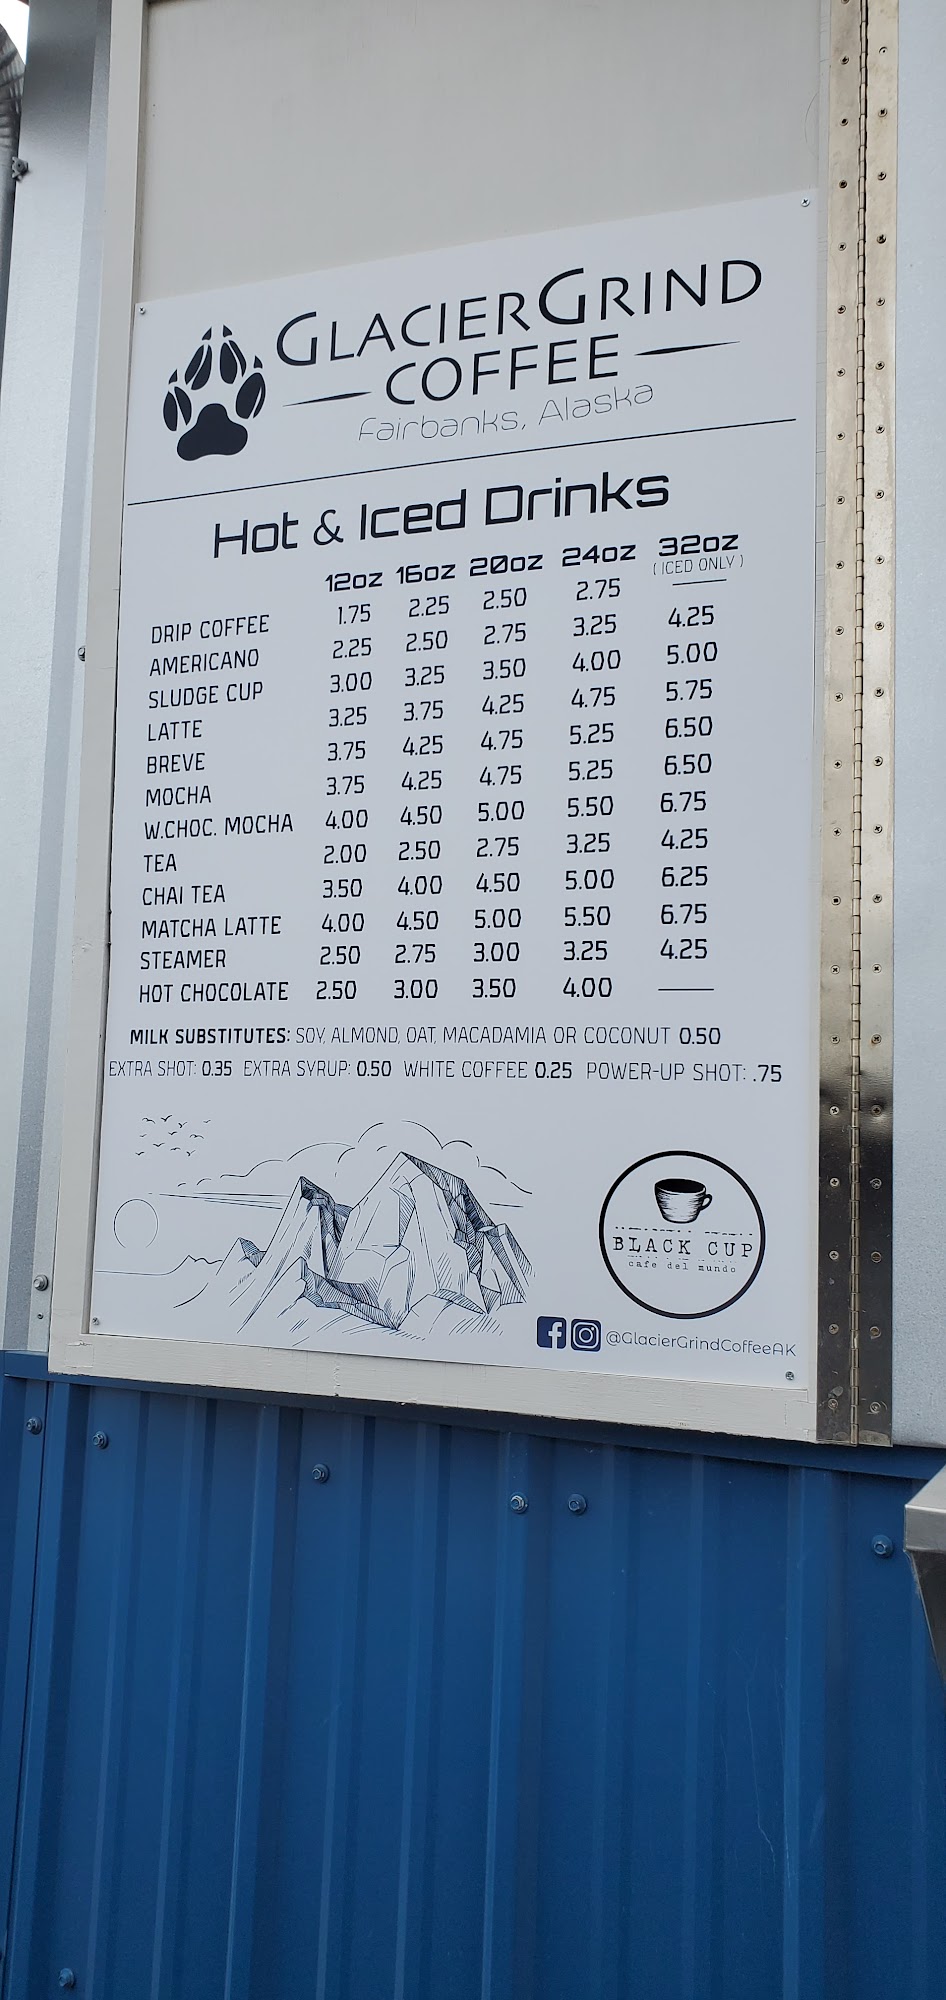 GLACIERGRIND
COFFEE
Fairbanks, Alaska
Hot & Iced Drinks
12oz 16oz 20oz 24oz 32oz
( ICED ONLY )
DRIP COFFEE 1.75 2.25 2.50 2.75 ——
AMERICANO 2.25 2.50 2.75 3.25 4.25
SLUDGE CUP 3.00 3.25 3.50 4.00 5.00
LATTE 3.25 3.75 4.25 4.75 5.75
BREVE 3.75 4.25 4.75 5.25 6.50
MOCHA 3.75 4.25 4.75 5.25 6.50
W.CHOC. MOCHA 4.00 4.50 5.00 5.50 6.75
TEA 2.00 2.50 2.75 3.25 4.25
CHAI TEA 3.50 4.00 4.50 5.00 6.25
MATCHA LATTE 4.00 4.50 5.00 5.50 6.75
STEAMER 2.50 2.75 3.00 3.25 4.25
HOT CHOCOLATE 2.50 3.00 3.50 4.00 ——
MILK SUBSTITUTES: SOY, ALMOND, OAT, MACADAMIA OR COCONUT 0.50
EXTRA SHOT: 0.35 EXTRA SYRUP: 0.50 WHITE COFFEE 0.25 POWER-UP SHOT: .75
BLACK CUP
cafe del mundo
@GlacierGrindCoffeeAK